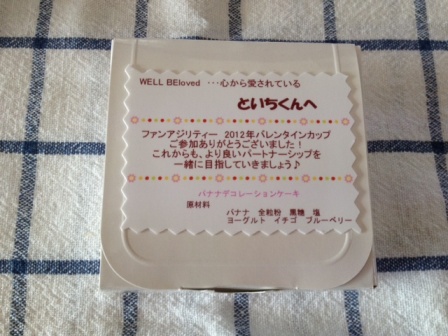 WELL BEloved ・・・心から愛されている
といちくんへ
ファンアジリティー 2012年バレンタインカップ
ご参加ありがとうございました！
これからも、より良いパートナーシップを
一緒に目指していきましょう♪
バナナデコレーションケーキ
原材料
バナナ 全粒粉 黒糖 塩
ヨーグルト イチゴ ブルーベリー